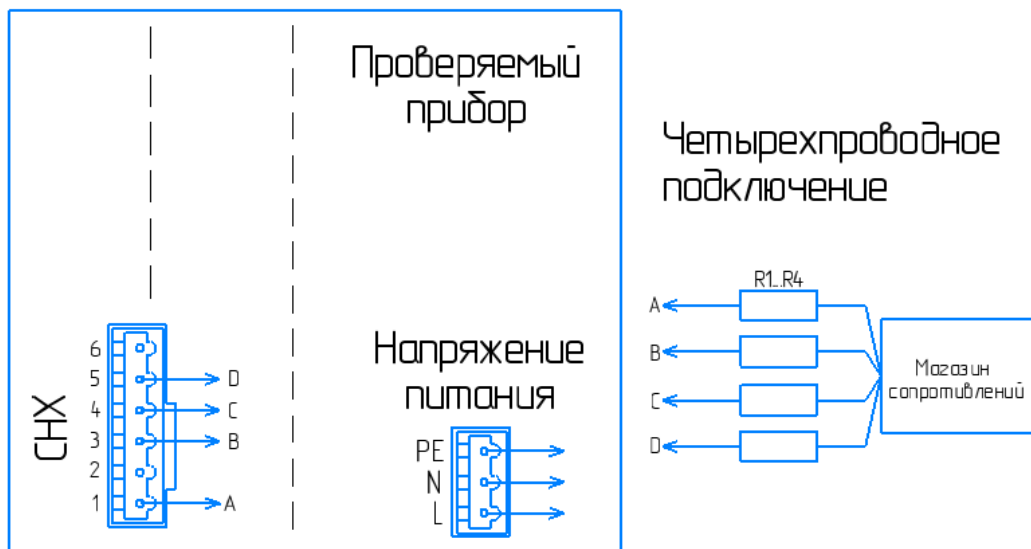 Проверяемый
прибор
Четырехпроводное
подключение
R1...R4
A
B
C
D
Магазин
сопротивлений
CHX
6
5
D
4
C
3
B
2
1
A
Напряжение
питания
PE
N
L